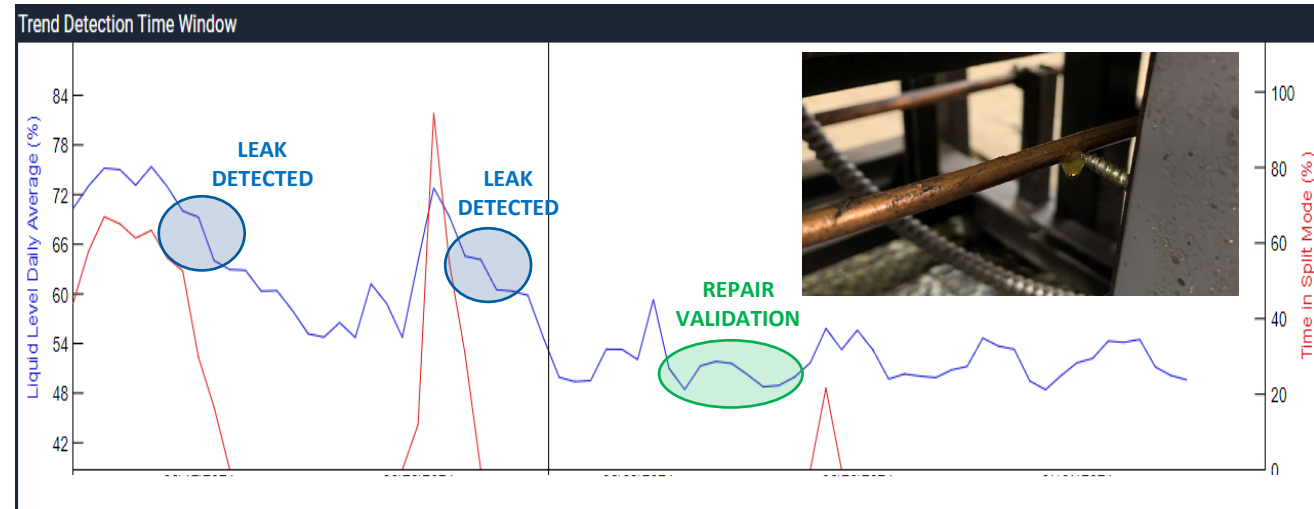 Trend Detection Time Window
Liquid Level Daily Average (%)
84
78
72
66
60
54
48
42
LEAK
DETECTED
LEAK
DETECTED
REPAIR
VALIDATION
100
80
60
40
20
0
Time in Split Mode (%)